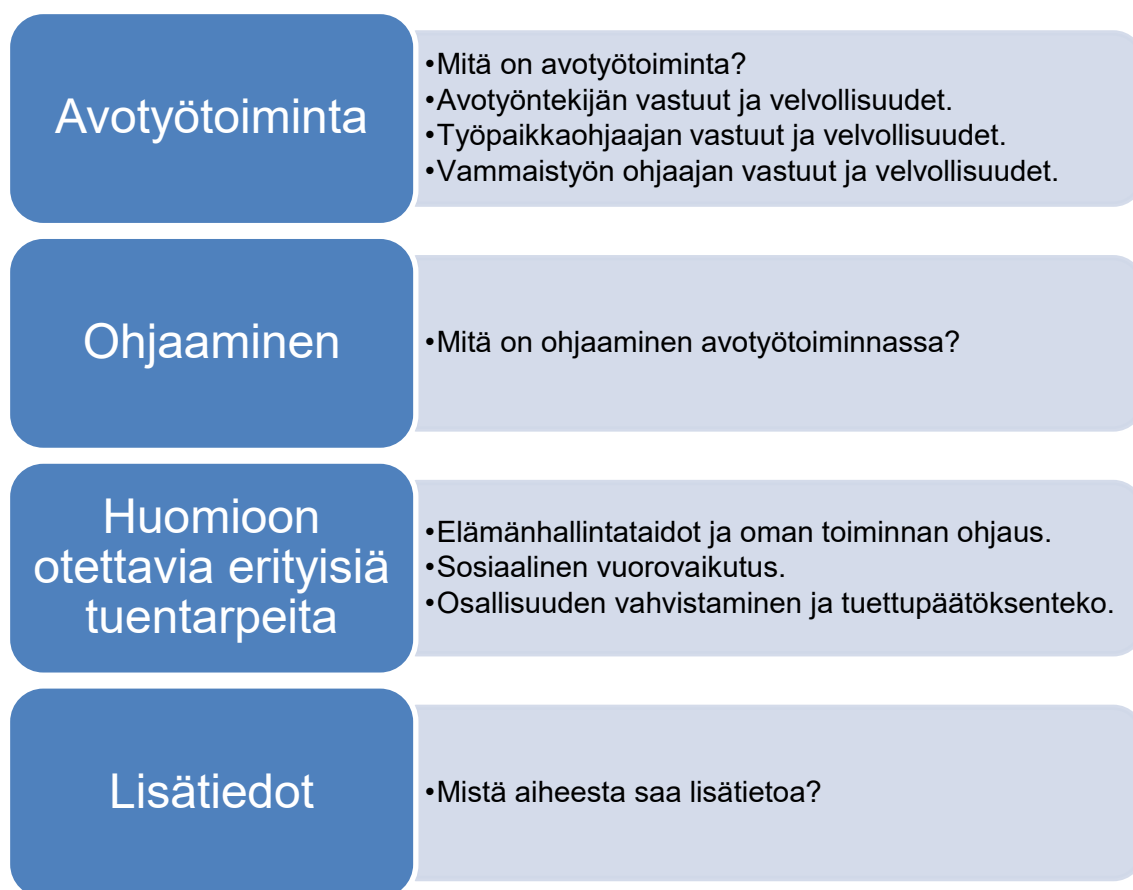 Avotyötoiminta
•Mitä on avotyötoiminta?
•Avotyöntekijän vastuut ja velvollisuudet.
•Työpaikkaohjaajan vastuut ja velvollisuudet.
•Vammaistyön ohjaajan vastuut ja velvollisuudet.
Ohjaaminen
•Mitä on ohjaaminen avotyötoiminnassa?
Huomioon
otettavia erityisiä
tuentarpeita
•Elämänhallintataidot ja oman toiminnan ohjaus.
•Sosiaalinen vuorovaikutus.
•Osallisuuden vahvistaminen ja tuettupäätöksenteko.
Lisätiedot
•Mistä aiheesta saa lisätietoa?